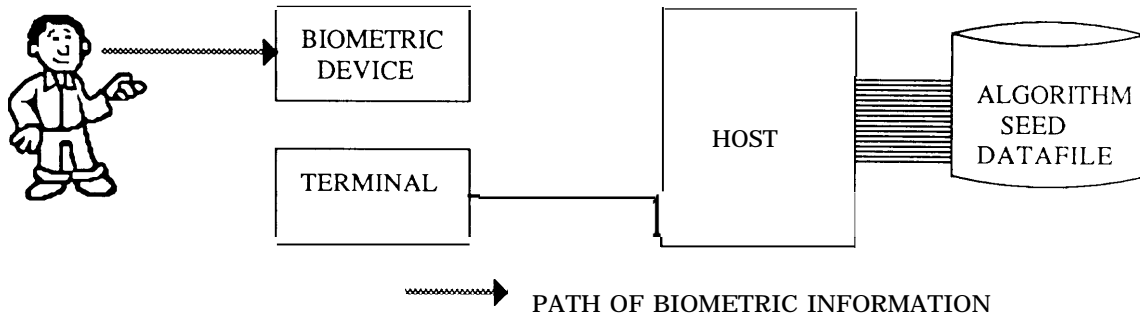 BIOMETRIC
DEVICE
TERMINAL
HOST
ALGORITHM
SEED
DATAFILE
PATH OF BIOMETRIC INFORMATION